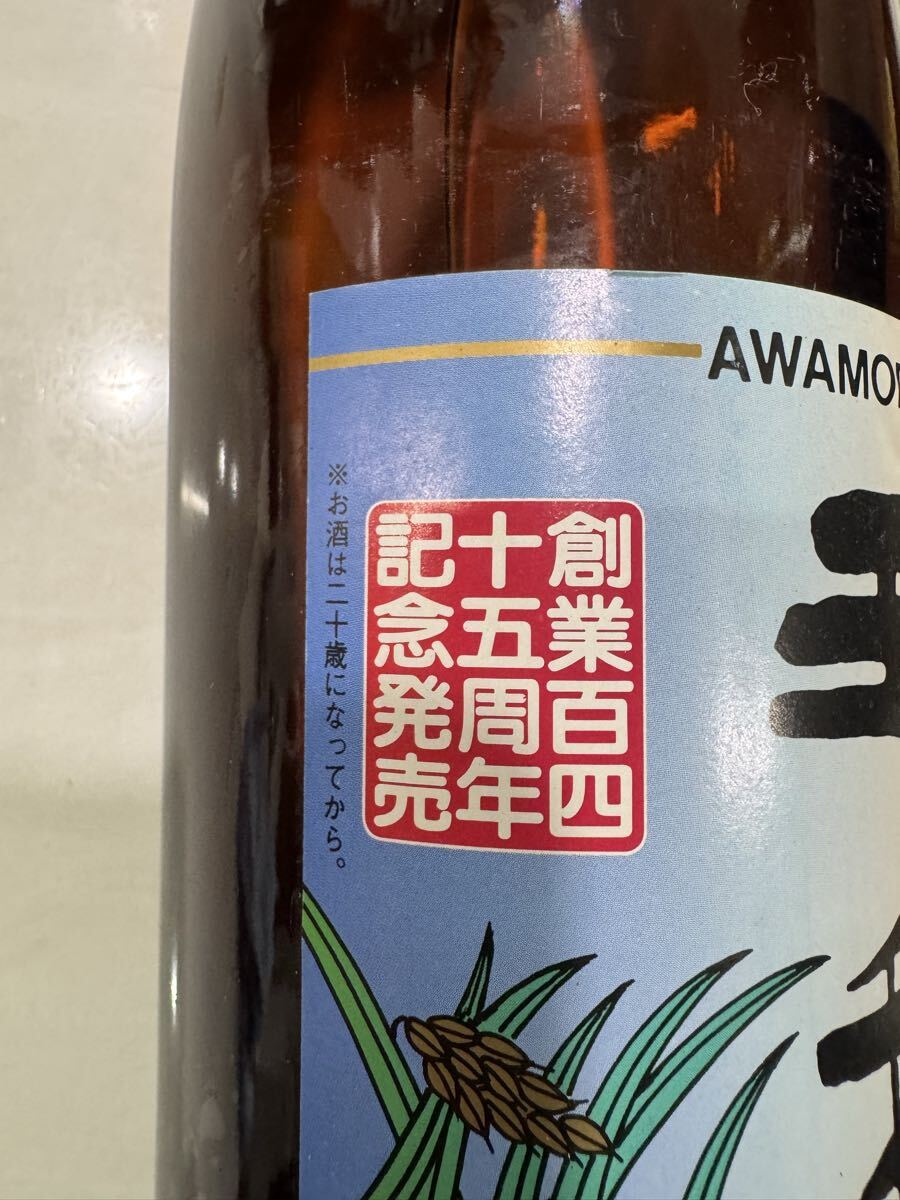 AWAMO
創業百四
十五周年
記念発売
※お酒は二十歳になってから。